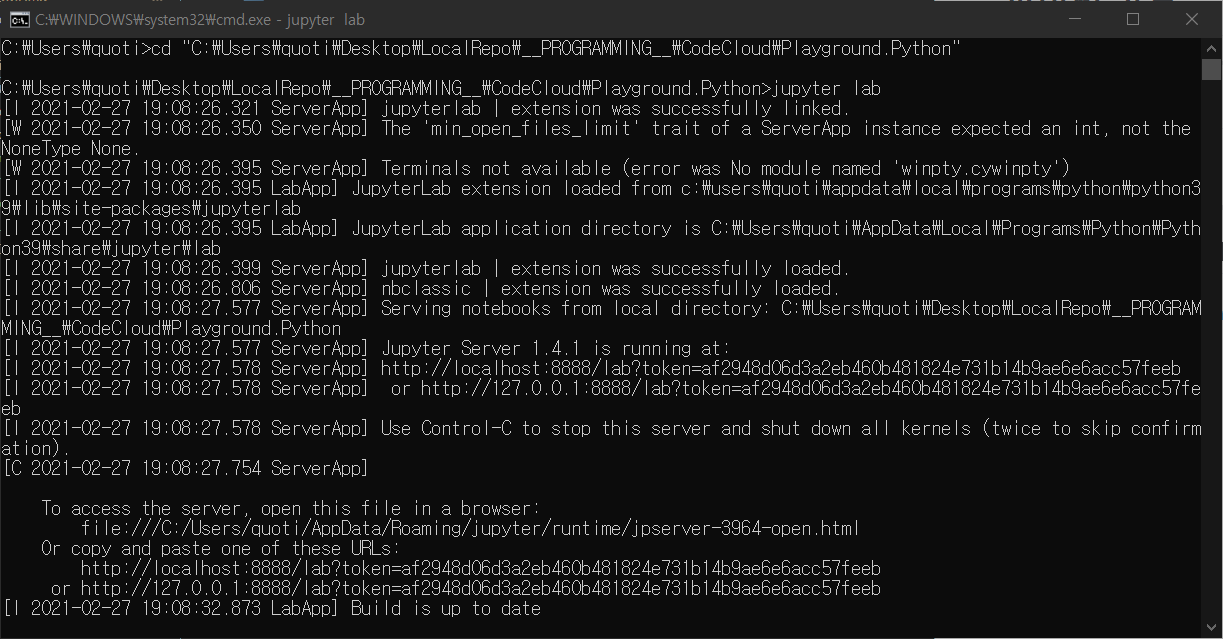 C:₩WINDOWS₩system32₩cmd.exe - jupyter lab
C:₩Users₩quoti>cd "C:₩Users₩quoti₩Desktop₩LocalRepo₩__PROGRAMMING__₩CodeCloud₩Playground.Python"
C:₩Users₩quoti₩Desktop₩LocalRepo₩__PROGRAMMING__₩CodeCloud₩Playground.Python>jupyter lab
[I 2021-02-27 19:08:26.321 ServerApp] jupyterlab | extension was successfully linked.
[W 2021-02-27 19:08:26.350 ServerApp] The 'min_open_files_limit' trait of a ServerApp instance expected an int, not the
NoneType None.
[W 2021-02-27 19:08:26.395 ServerApp] Terminals not available (error was No module named 'winpty.cywinpty')
[I 2021-02-27 19:08:26.395 LabApp] JupyterLab extension loaded from c:₩users₩quoti₩appdata₩local₩programs₩python₩python3
9₩lib₩site-packages₩jupyterlab
[I 2021-02-27 19:08:26.395 LabApp] JupyterLab application directory is C:₩Users₩quoti₩AppData₩Local₩Programs₩Python₩Pyth
on39₩share₩jupyter₩lab
[I 2021-02-27 19:08:26.399 ServerApp] jupyterlab | extension was successfully loaded.
[I 2021-02-27 19:08:26.806 ServerApp] nbclassic | extension was successfully loaded.
[I 2021-02-27 19:08:27.577 ServerApp] Serving notebooks from local directory: C:₩Users₩quoti₩Desktop₩LocalRepo₩__PROGRAM
MING__₩CodeCloud₩Playground.Python
[I 2021-02-27 19:08:27.577 ServerApp] Jupyter Server 1.4.1 is running at:
[I 2021-02-27 19:08:27.578 ServerApp] http://localhost:8888/lab?token=af2948d06d3a2eb460b481824e731b14b9ae6e6acc57feeb
[I 2021-02-27 19:08:27.578 ServerApp]  or http://127.0.0.1:8888/lab?token=af2948d06d3a2eb460b481824e731b14b9ae6e6acc57fe
eb
[I 2021-02-27 19:08:27.578 ServerApp] Use Control-C to stop this server and shut down all kernels (twice to skip confirm
ation).
[C 2021-02-27 19:08:27.754 ServerApp]
To access the server, open this file in a browser:
file:///C:/Users/quoti/AppData/Roaming/jupyter/runtime/jpserver-3964-open.html
Or copy and paste one of these URLs:
http://localhost:8888/lab?token=af2948d06d3a2eb460b481824e731b14b9ae6e6acc57feeb
or http://127.0.0.1:8888/lab?token=af2948d06d3a2eb460b481824e731b14b9ae6e6acc57feeb
[I 2021-02-27 19:08:32.873 LabApp] Build is up to date